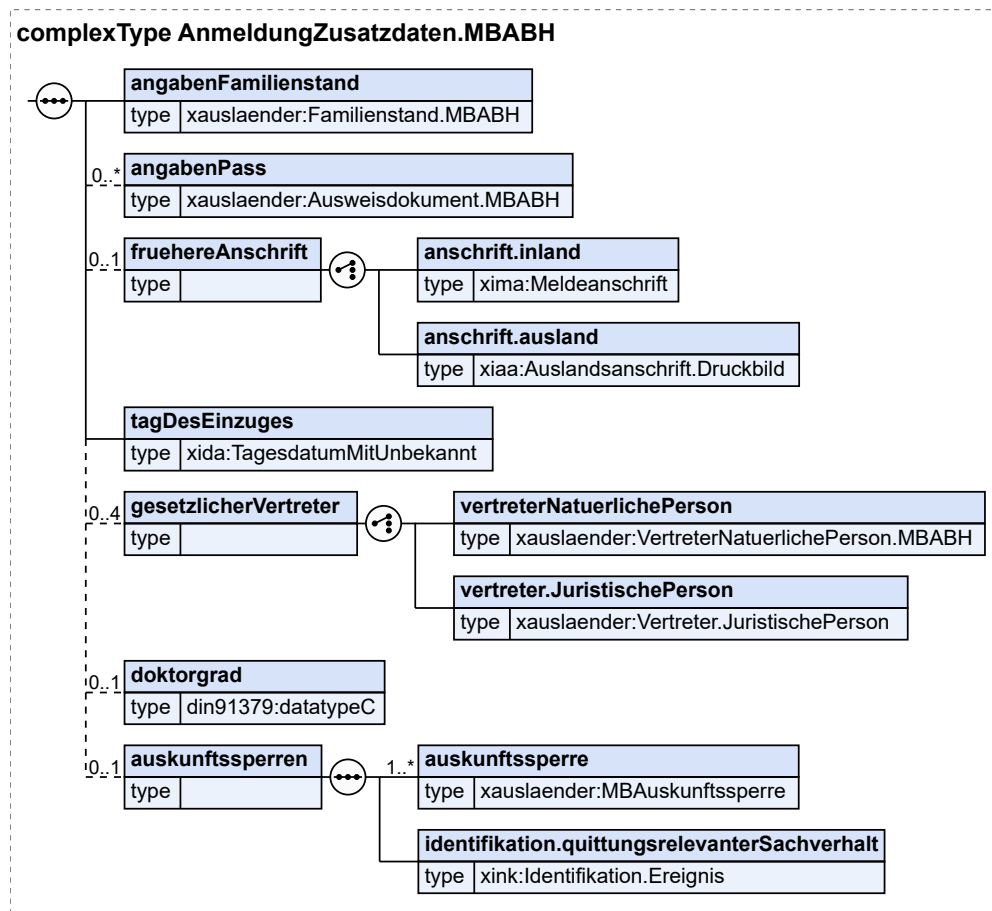 complexType AnmeldungZusatzdaten.MBABH
angabenFamilienstand
type xauslaender:Familienstand.MBABH
0..* angabenPass
type xauslaender:Ausweisdokument.MBABH
0..1 fruehereAnschrift
type
anschrift.inland
type xima:Meldeanschrift
anschrift.ausland
type xiaa:Auslandsanschrift.Druckbild
tagDesEinzuges
type xida:TagesdatumMitUnbekannt
0..4 gesetzlicherVertreter
type
vertreterNatuerlichePerson
type xauslaender:VertreterNatuerlichePerson.MBABH
vertreter.JuristischePerson
type xauslaender:Vertreter.JuristischePerson
0..1 doktorgrad
type din91379:datatypeC
0..1 auskunftssperren
type
1..* auskunftssperre
type xauslaender:MBAuskunftssperre
identifikation.quittungsrelevanterSachverhalt
type xink:Identifikation.Ereignis